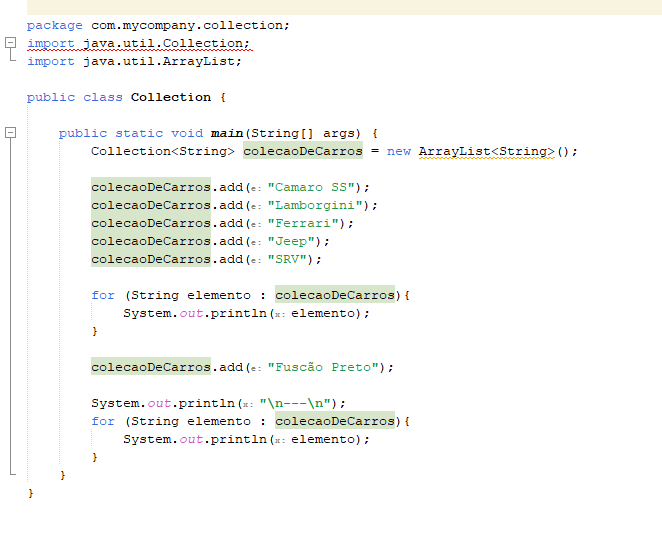 package com.mycompany.collection;
import java.util.Collection;
import java.util.ArrayList;
public class Collection {
public static void main(String[] args) {
Collection<String> colecaoDeCarros = new ArrayList<String>();
colecaoDeCarros.add(e: "Camaro SS");
colecaoDeCarros.add(e: "Lamborgini");
colecaoDeCarros.add(e: "Ferrari");
colecaoDeCarros.add(e: "Jeep");
colecaoDeCarros.add(e: "SRV");
for (String elemento : colecaoDeCarros){
System.out.println(x: elemento);
}
colecaoDeCarros.add(e: "Fuscão Preto");
System.out.println(x: "\n---\n");
for (String elemento : colecaoDeCarros){
System.out.println(x: elemento);
}
}
}